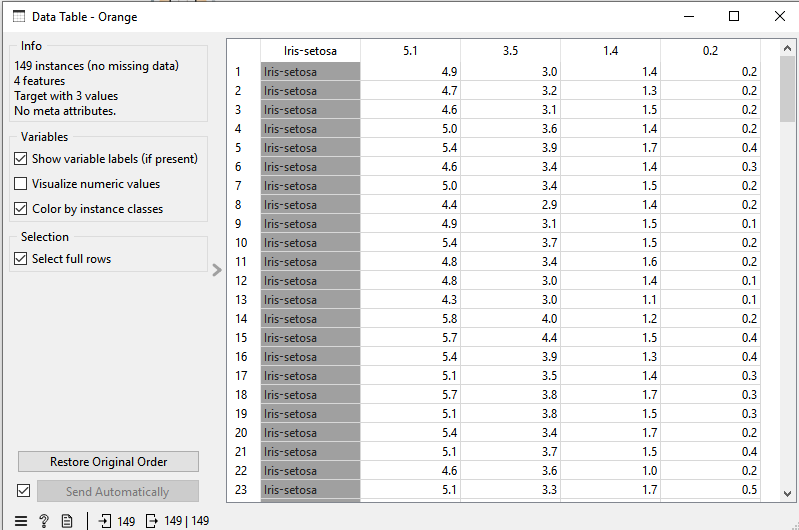 Data Table - Orange
Info
149 instances (no missing data)
4 features
Target with 3 values
No meta attributes.
Variables
Show variable labels (if present)
Visualize numeric values
Color by instance classes
Selection
Select full rows
Restore Original Order
Send Automatically
149
149 | 149
Iris-setosa 5.1 3.5 1.4 0.2
1 Iris-setosa 4.9 3.0 1.4 0.2
2 Iris-setosa 4.7 3.2 1.3 0.2
3 Iris-setosa 4.6 3.1 1.5 0.2
4 Iris-setosa 5.0 3.6 1.4 0.2
5 Iris-setosa 5.4 3.9 1.7 0.4
6 Iris-setosa 4.6 3.4 1.4 0.3
7 Iris-setosa 5.0 3.4 1.5 0.2
8 Iris-setosa 4.4 2.9 1.4 0.2
9 Iris-setosa 4.9 3.1 1.5 0.1
10 Iris-setosa 5.4 3.7 1.5 0.2
11 Iris-setosa 4.8 3.4 1.6 0.2
12 Iris-setosa 4.8 3.0 1.4 0.1
13 Iris-setosa 4.3 3.0 1.1 0.1
14 Iris-setosa 5.8 4.0 1.2 0.2
15 Iris-setosa 5.7 4.4 1.5 0.4
16 Iris-setosa 5.4 3.9 1.3 0.4
17 Iris-setosa 5.1 3.5 1.4 0.3
18 Iris-setosa 5.7 3.8 1.7 0.3
19 Iris-setosa 5.1 3.8 1.5 0.3
20 Iris-setosa 5.4 3.4 1.7 0.2
21 Iris-setosa 5.1 3.7 1.5 0.4
22 Iris-setosa 4.6 3.6 1.0 0.2
23 Iris-setosa 5.1 3.3 1.7 0.5